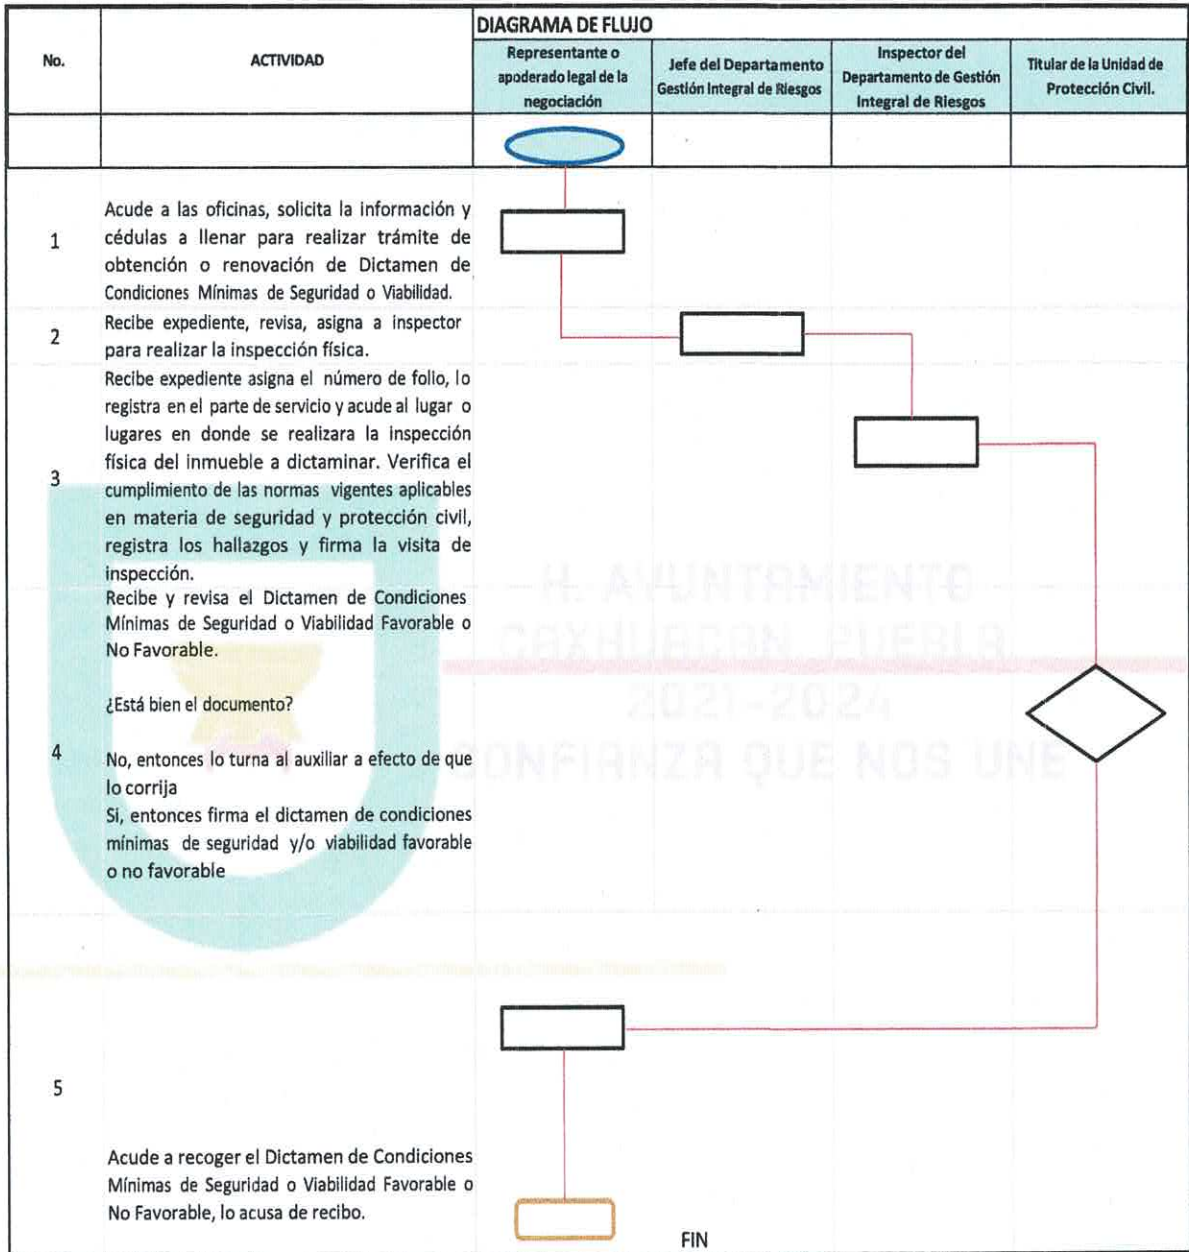 DIAGRAMA DE FLUJO
No.
ACTIVIDAD
Representante o
apoderado legal de la
negociación
Jefe del Departamento
Gestión Integral de Riesgos
Inspector del
Departamento de Gestión
Integral de Riesgos
Titular de la Unidad de
Protección Civil.
1
Acude a las oficinas, solicita la información y
cédulas a llenar para realizar trámite de
obtención o renovación de Dictamen de
Condiciones Mínimas de Seguridad o Viabilidad.
2
Recibe expediente, revisa, asigna a inspector
para realizar la inspección física.
3
Recibe expediente asigna el número de folio, lo
registra en el parte de servicio y acude al lugar o
lugares en donde se realizara la inspección
física del inmueble a dictaminar. Verifica el
cumplimiento de las normas vigentes aplicables
en materia de seguridad y protección civil,
registra los hallazgos y firma la visita de
inspección.
4
Recibe y revisa el Dictamen de Condiciones
Mínimas de Seguridad o Viabilidad Favorable o
No Favorable.
¿Está bien el documento?
No, entonces lo turna al auxiliar a efecto de que
lo corrija
Si, entonces firma el dictamen de condiciones
mínimas de seguridad y/o viabilidad favorable
o no favorable
H. AYUNTAMIENTO
CAXHUACAN, PUEBLA
2021-2024
CONFIANZA QUE NOS UNE
5
Acude a recoger el Dictamen de Condiciones
Mínimas de Seguridad o Viabilidad Favorable o
No Favorable, lo acusa de recibo.
FIN